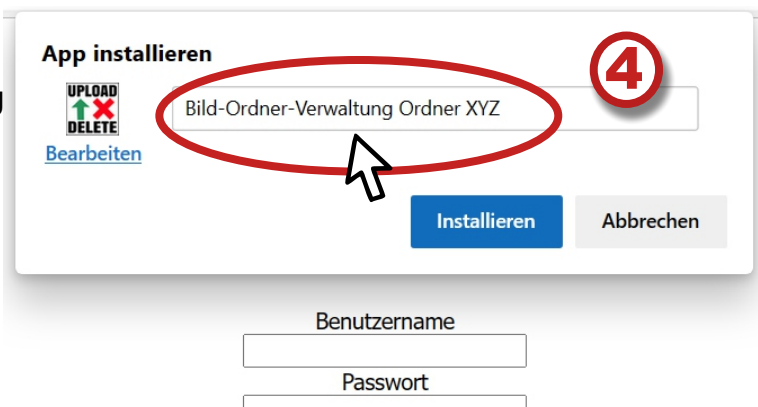 App installieren
UPLOAD
DELETE
Bild-Ordner-Verwaltung Ordner XYZ
4
Bearbeiten
Installieren
Abbrechen
Benutzername
Passwort